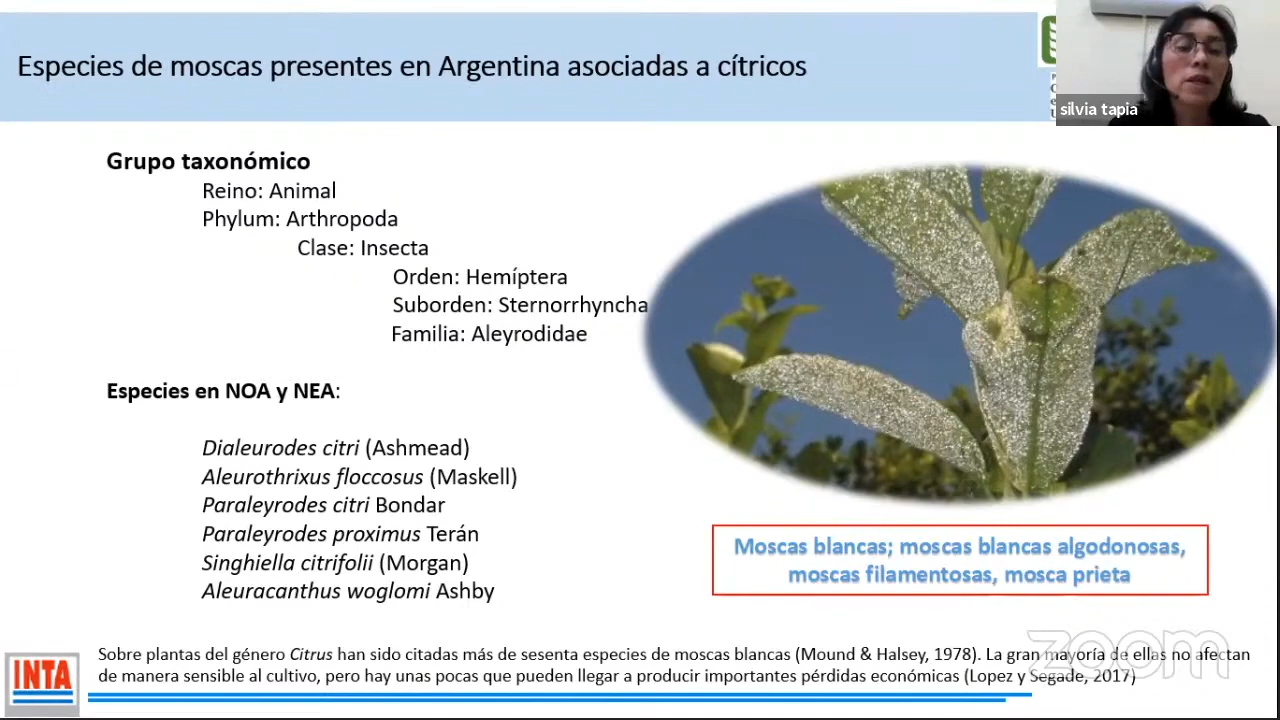 Especies de moscas presentes en Argentina asociadas a cítricos
silvia tapia
Grupo taxonómico
Reino: Animal
Phylum: Arthropoda
Clase: Insecta
Orden: Hemíptera
Suborden: Sternorrhyncha
Familia: Aleyrodidae
Especies en NOA y NEA:
Dialeurodes citri (Ashmead)
Aleurothrixus floccosus (Maskell)
Paraleyrodes citri Bondar
Paraleyrodes proximus Terán
Singhiella citrifolii (Morgan)
Aleuracanthus woglomi Ashby
Moscas blancas; moscas blancas algodonosas,
moscas filamentosas, mosca prieta
zoom
INTA
Sobre plantas del género Citrus han sido citadas más de sesenta especies de moscas blancas (Mound & Halsey, 1978). La gran mayoría de ellas no afectan
de manera sensible al cultivo, pero hay unas pocas que pueden llegar a producir importantes pérdidas económicas (Lopez y Segade, 2017)